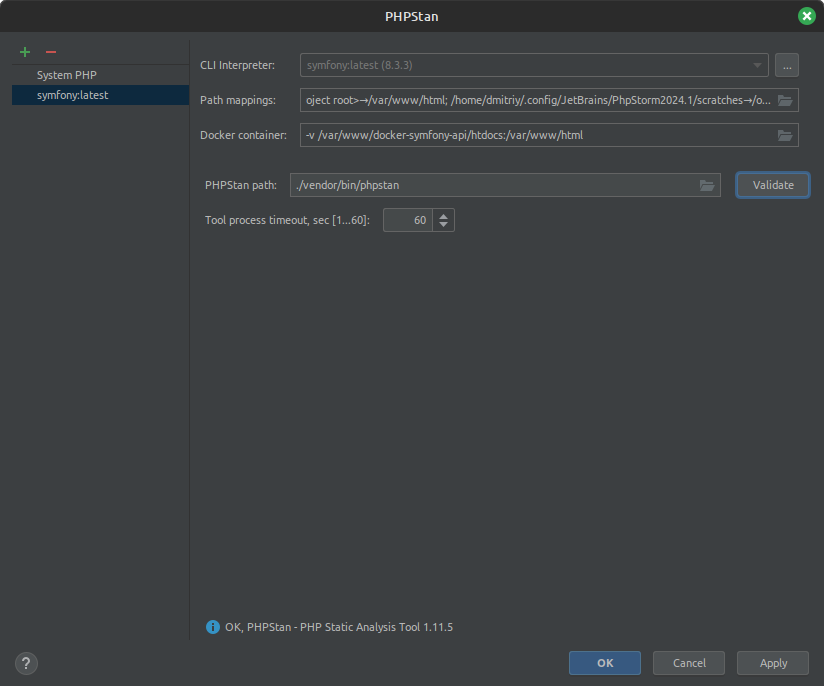 PHPStan
System PHP
symfony:latest
CLI Interpreter: symfony:latest (8.3.3) ...
Path mappings: oject root>→/var/www/html; /home/dmitriy/.config/JetBrains/PhpStorm2024.1/scratches→/o...
Docker container: -v /var/www/docker-symfony-api/htdocs:/var/www/html
PHPStan path: ./vendor/bin/phpstan Validate
Tool process timeout, sec [1...60]: 60
OK, PHPStan - PHP Static Analysis Tool 1.11.5
? OK Cancel Apply